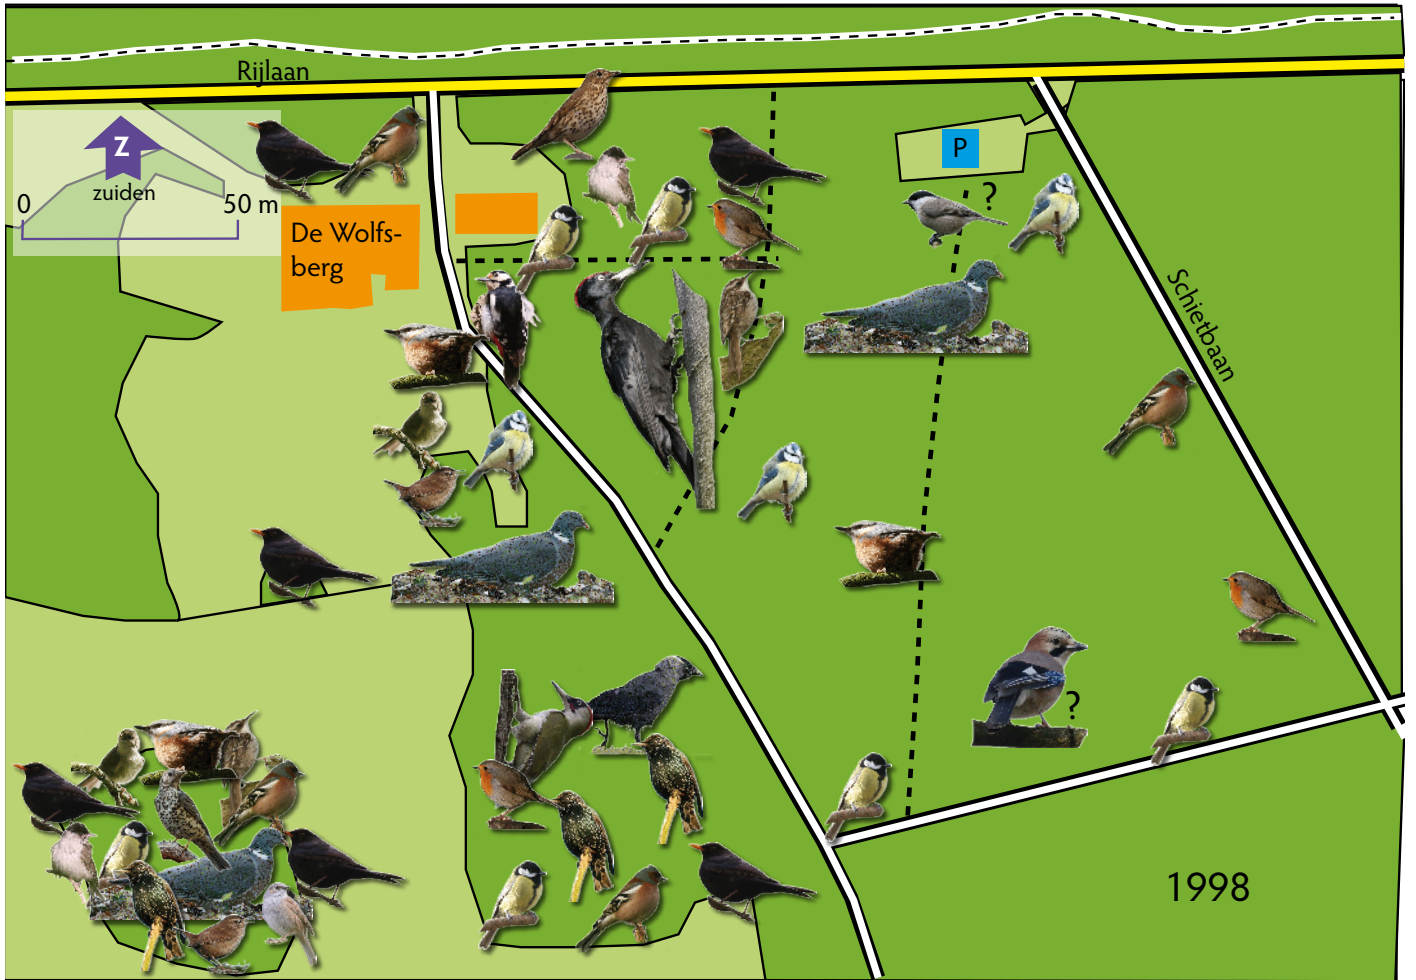 Rijlaan
Z
zuiden
0 50 m
De Wolfs-
berg
P
?
Schietbaan
?
1998